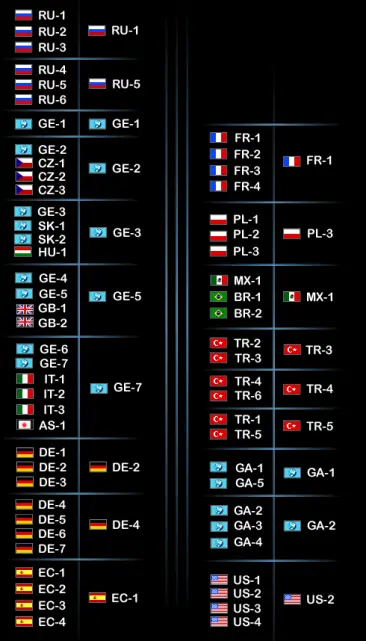 RU-1
RU-2
RU-3
RU-1
RU-4
RU-5
RU-6
RU-5
GE-1
GE-1
GE-2
CZ-1
CZ-2
CZ-3
GE-2
GE-3
SK-1
SK-2
HU-1
GE-3
GE-4
GE-5
GB-1
GB-2
GE-5
GE-6
GE-7
IT-1
IT-2
IT-3
AS-1
GE-7
DE-1
DE-2
DE-3
DE-2
DE-4
DE-5
DE-6
DE-7
DE-4
EC-1
EC-2
EC-3
EC-4
EC-1
FR-1
FR-2
FR-3
FR-4
FR-1
PL-1
PL-2
PL-3
PL-3
MX-1
BR-1
BR-2
MX-1
TR-2
TR-3
TR-3
TR-4
TR-6
TR-4
TR-1
TR-5
TR-5
GA-1
GA-5
GA-1
GA-2
GA-3
GA-4
GA-2
US-1
US-2
US-3
US-4
US-2